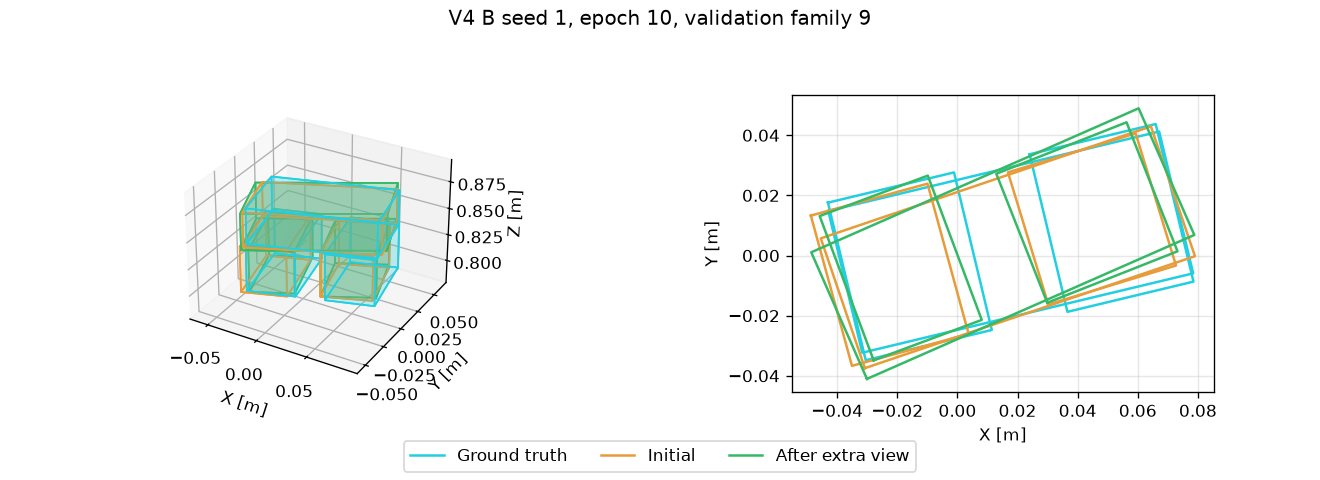 V4 B seed 1, epoch 10, validation family 9
0.875
0.850
0.825
0.800
Z [m]
0.050
0.025
0.000
−0.025
−0.050
Y [m]
−0.05
0.00
0.05
X [m]
0.04
0.02
0.00
−0.02
−0.04
Y [m]
−0.04 −0.02 0.00 0.02 0.04 0.06 0.08
X [m]
Ground truth Initial After extra view